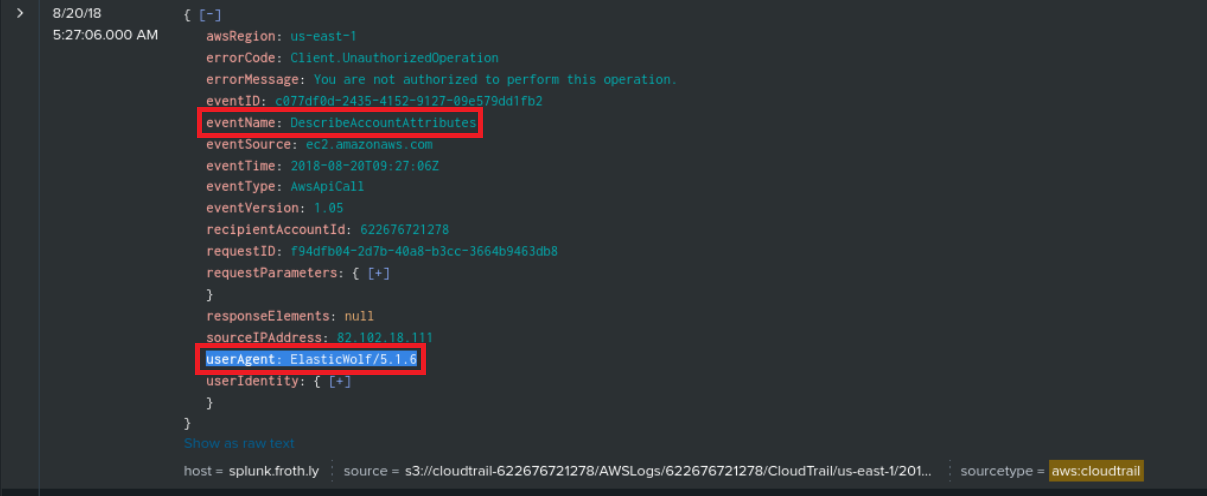 > 8/20/18 { [-]
5:27:06.000 AM awsRegion: us-east-1
errorCode: Client.UnauthorizedOperation
errorMessage: You are not authorized to perform this operation.
eventID: c077df0d-2435-4152-9127-09e579dd1fb2
eventName: DescribeAccountAttributes
eventSource: ec2.amazonaws.com
eventTime: 2018-08-20T09:27:06Z
eventType: AwsApiCall
eventVersion: 1.05
recipientAccountId: 622676721278
requestID: f94dfb04-2d7b-40a8-b3cc-3664b9463db8
requestParameters: { [+]
}
responseElements: null
sourceIPAddress: 82.102.18.111
userAgent: ElasticWolf/5.1.6
userIdentity: { [+]
}
}
Show as raw text
host = splunk.froth.ly source = s3://cloudtrail-622676721278/AWSLogs/622676721278/CloudTrail/us-east-1/201... sourcetype = aws:cloudtrail